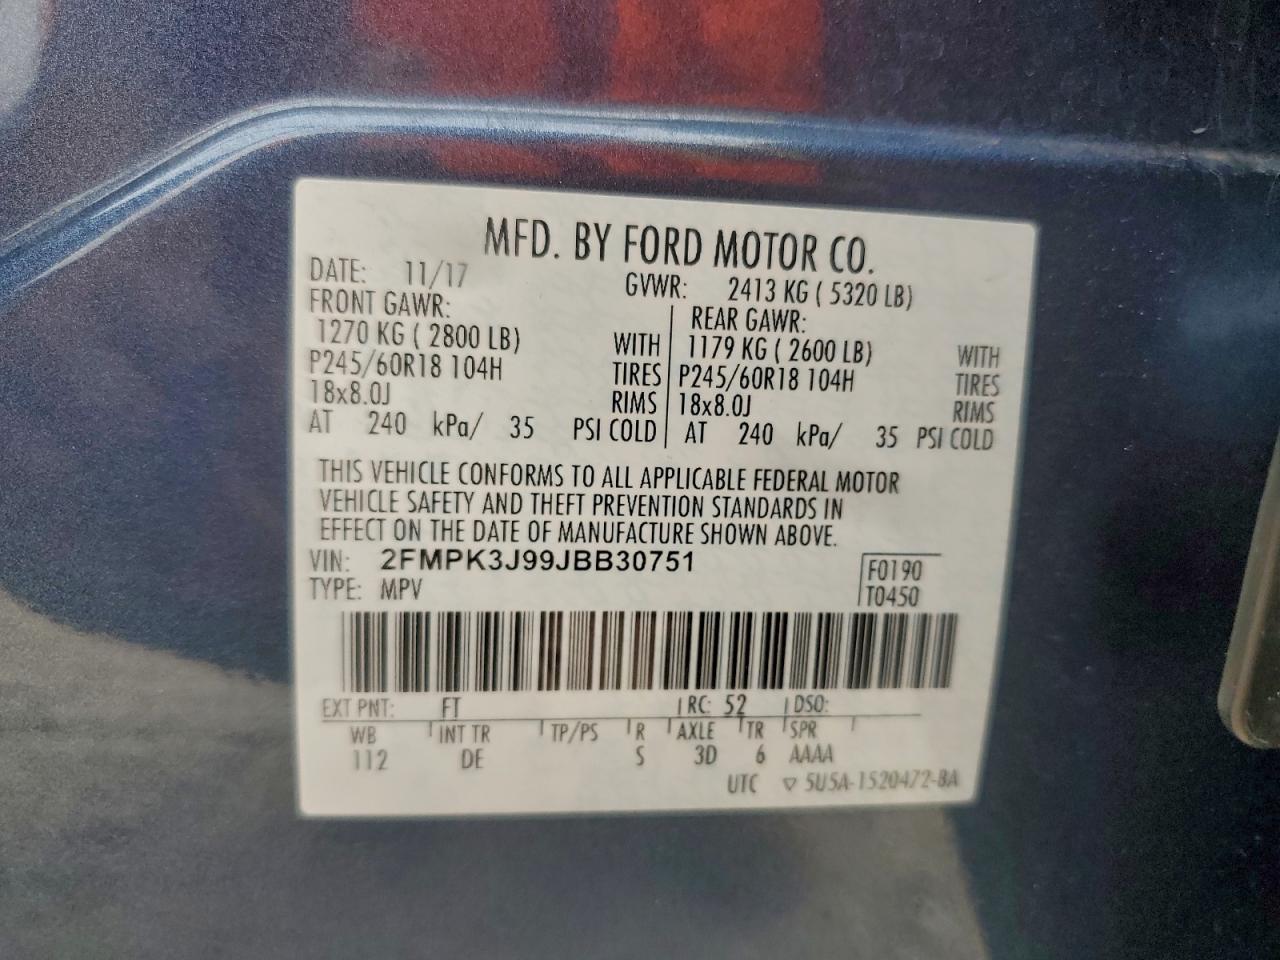 MFD. BY FORD MOTOR CO.
DATE: 11/17 GVWR: 2413 KG ( 5320 LB)
FRONT GAWR: REAR GAWR:
1270 KG ( 2800 LB) WITH 1179 KG ( 2600 LB) WITH
P245/60R18 104H TIRES P245/60R18 104H TIRES
18x8.0J RIMS 18x8.0J RIMS
AT 240 kPa/ 35 PSI COLD AT 240 kPa/ 35 PSI COLD
THIS VEHICLE CONFORMS TO ALL APPLICABLE FEDERAL MOTOR
VEHICLE SAFETY AND THEFT PREVENTION STANDARDS IN
EFFECT ON THE DATE OF MANUFACTURE SHOWN ABOVE.
VIN: 2FMPK3J99JBB30751 F0190
TYPE: MPV T0450
EXT PNT: FT RC: 52 DSO:
WB INT TR TP/PS R AXLE TR SPR
112 DE S 3D 6 AAAA
UTC ▽ 5U5A-1520472-BA